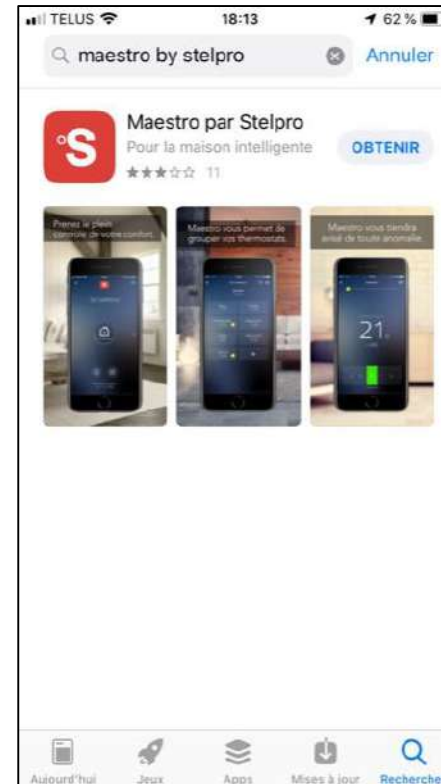 TELUS 18:13 62 %
maestro by stelpro Annuler
°S
Maestro par Stelpro
Pour la maison intelligente
OBTENIR
11
Prenez le plein
contrôle de votre confort.
Maestro vous permet de
grouper vos thermostats.
Maestro vous tiendra
avisé de toute anomalie.
21
Aujourd'hui Jeux Apps Mises à jour Recherche